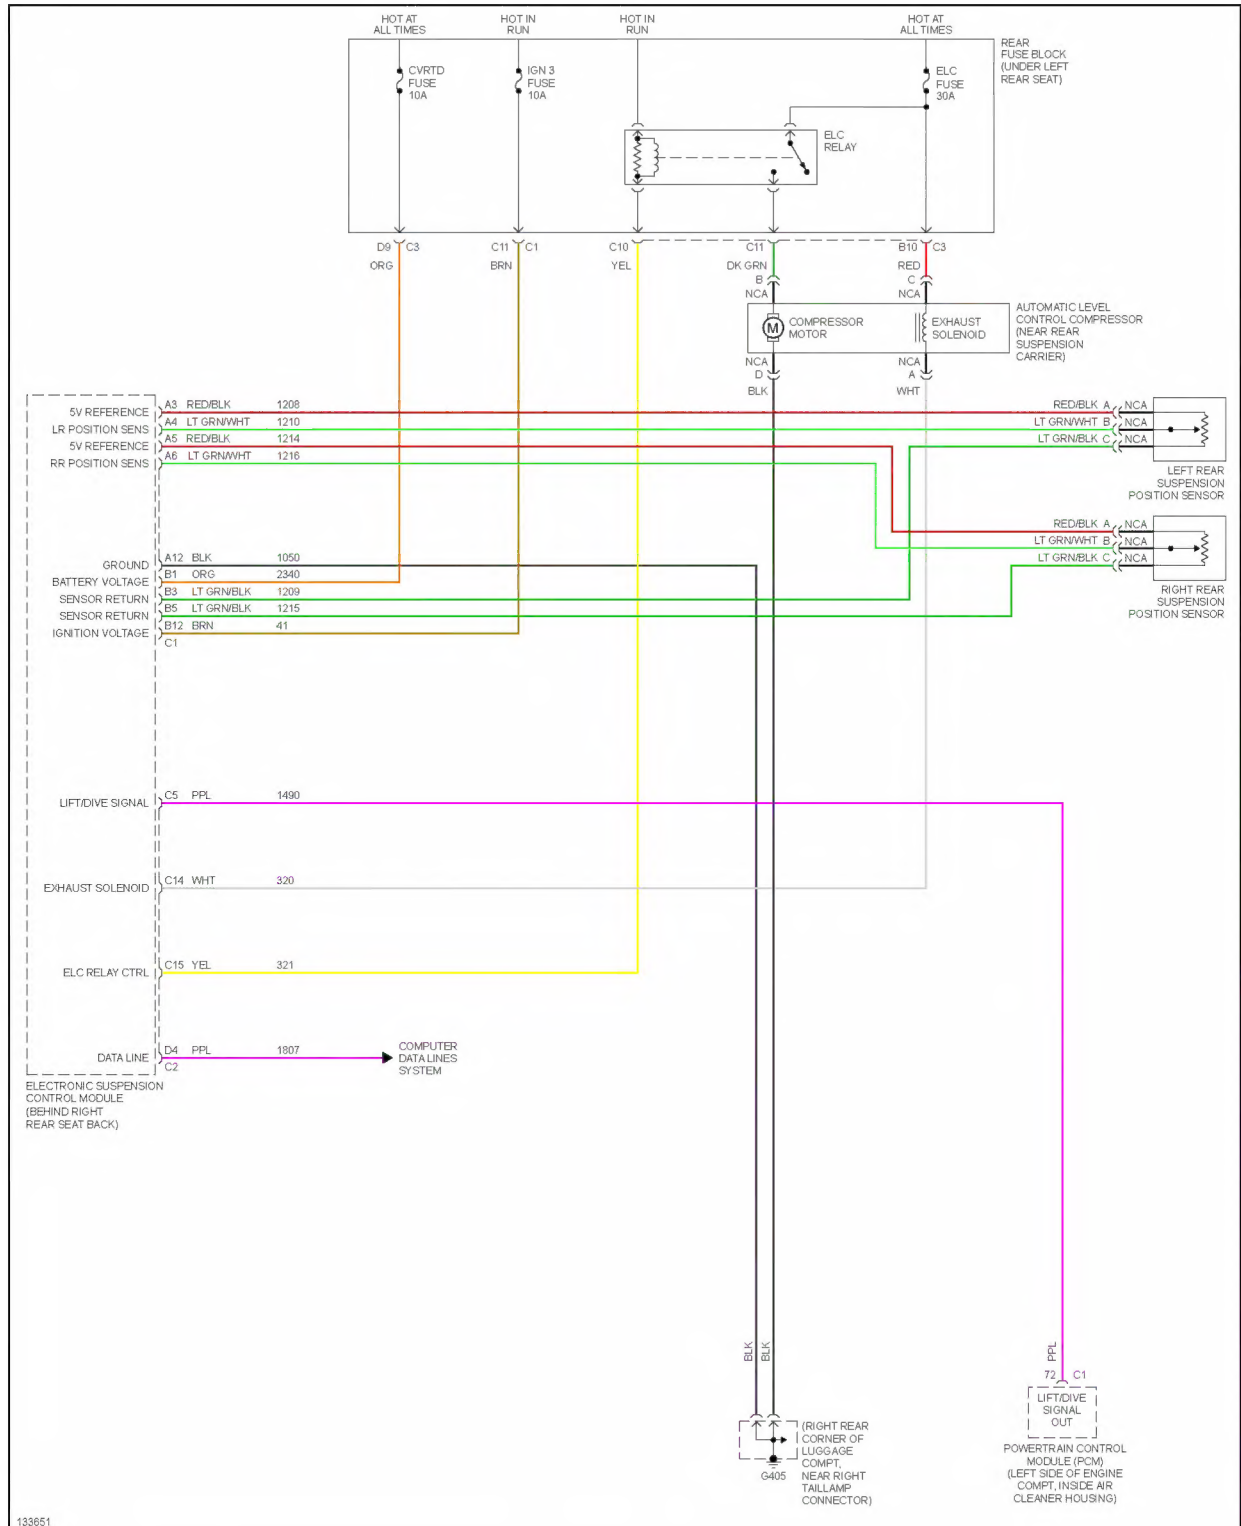 HOT AT
ALL TIMES
HOT IN
RUN
HOT IN
RUN
HOT AT
ALL TIMES
REAR
FUSE BLOCK
(UNDER LEFT
REAR SEAT)
CVRTD
FUSE
10A
IGN 3
FUSE
10A
ELC
FUSE
30A
ELC
RELAY
D9 C3
C11 C1
C10
C11
B10 C3
ORG
BRN
YEL
DK GRN
RED
B
C
NCA
NCA
M
COMPRESSOR
MOTOR
EXHAUST
SOLENOID
AUTOMATIC LEVEL
CONTROL COMPRESSOR
(NEAR REAR
SUSPENSION
CARRIER)
NCA
NCA
D
A
BLK
WHT
5V REFERENCE A3 RED/BLK 1208
LR POSITION SENS A4 LT GRN/WHT 1210
5V REFERENCE A5 RED/BLK 1214
RR POSITION SENS A6 LT GRN/WHT 1216
RED/BLK A NCA
LT GRN/WHT B NCA
LT GRN/BLK C NCA
LEFT REAR
SUSPENSION
POSITION SENSOR
RED/BLK A NCA
LT GRN/WHT B NCA
LT GRN/BLK C NCA
RIGHT REAR
SUSPENSION
POSITION SENSOR
GROUND A12 BLK 1050
BATTERY VOLTAGE B1 ORG 2340
SENSOR RETURN B3 LT GRN/BLK 1209
SENSOR RETURN B5 LT GRN/BLK 1215
IGNITION VOLTAGE B12 BRN 41
C1
LIFT/DIVE SIGNAL C5 PPL 1490
EXHAUST SOLENOID C14 WHT 320
ELC RELAY CTRL C15 YEL 321
DATA LINE D4 PPL 1807
C2
COMPUTER
DATA LINES
SYSTEM
ELECTRONIC SUSPENSION
CONTROL MODULE
(BEHIND RIGHT
REAR SEAT BACK)
BLK
BLK
PPL
72 C1
LIFT/DIVE
SIGNAL
OUT
POWERTRAIN CONTROL
MODULE (PCM)
(LEFT SIDE OF ENGINE
COMPT, INSIDE AIR
CLEANER HOUSING)
(RIGHT REAR
CORNER OF
LUGGAGE
COMPT,
NEAR RIGHT
TAILLAMP
CONNECTOR)
G405
133651